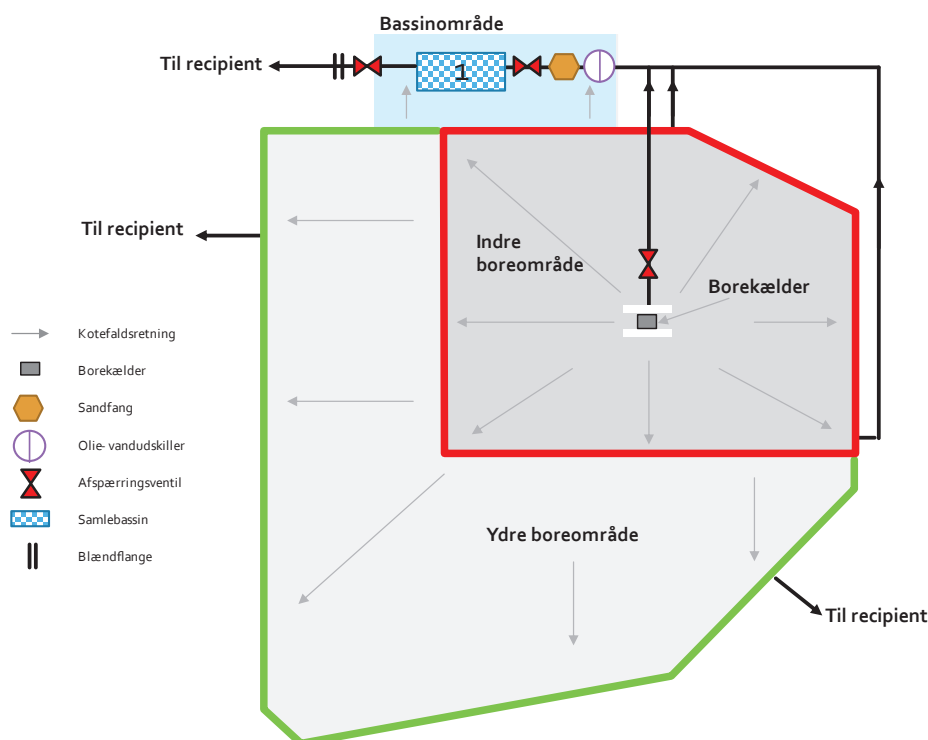 Bassinområde
Til recipient
1
Til recipient
Indre
boreområde
Borekælder
Kotefaldsretning
Borekælder
Sandfang
Olie- vandudskiller
Afspærringsventil
Samlebassin
Blændflange
Ydre boreområde
Til recipient